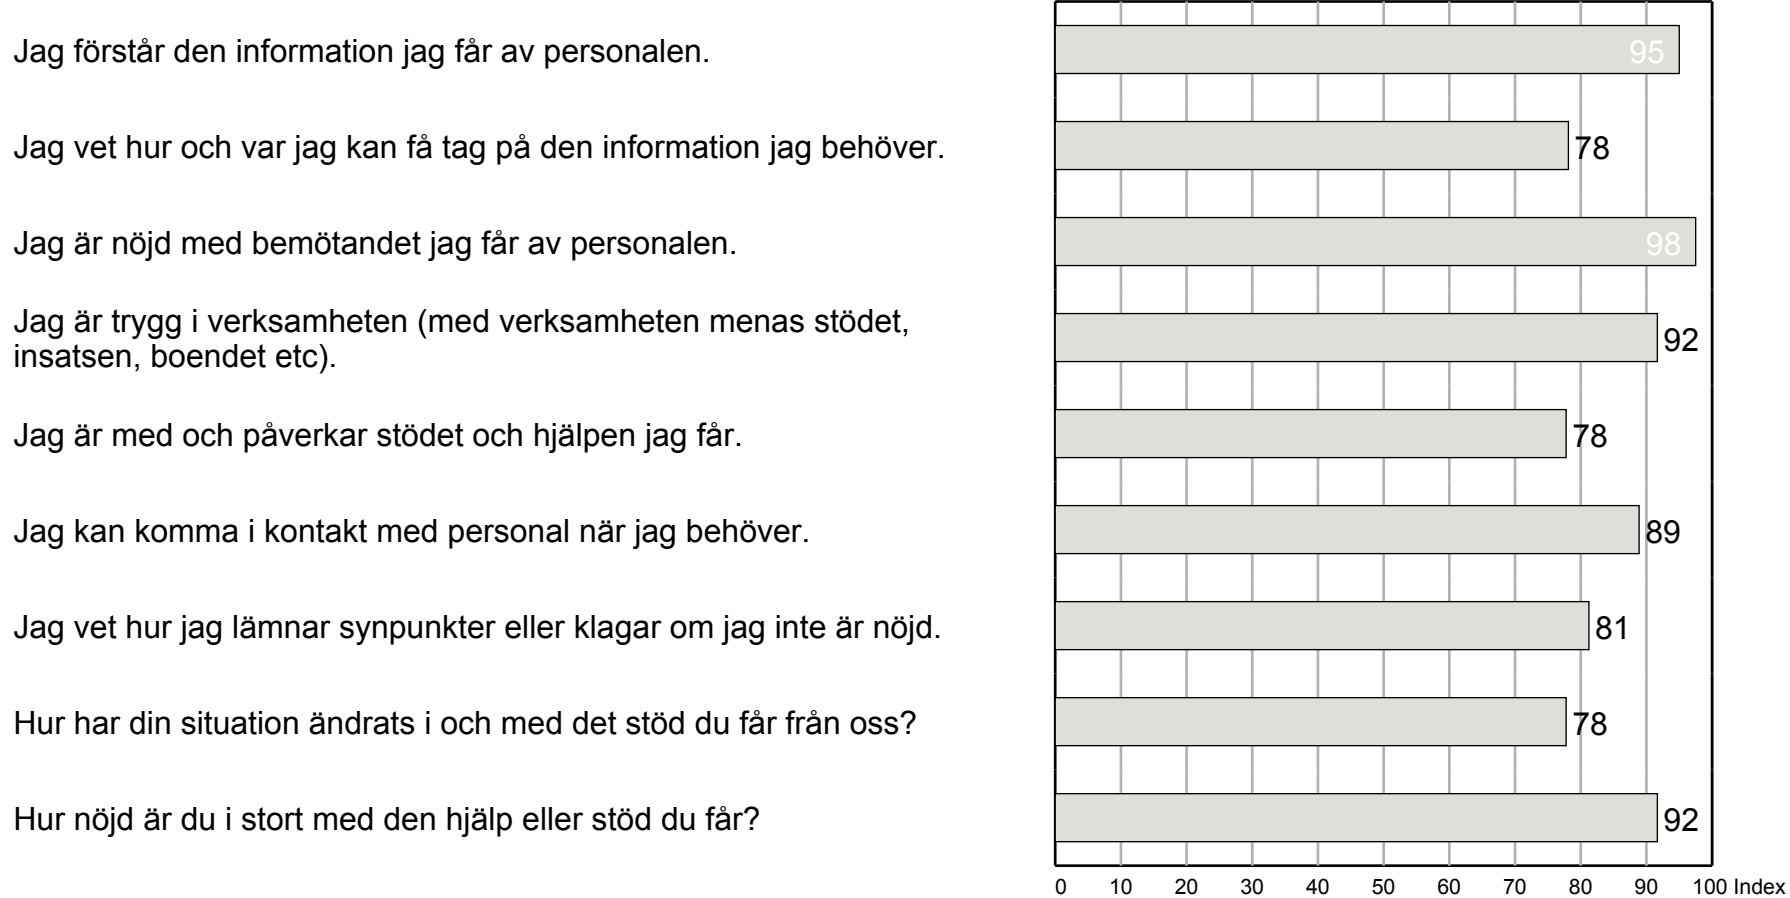 Jag förstår den information jag får av personalen.
95
Jag vet hur och var jag kan få tag på den information jag behöver.
78
Jag är nöjd med bemötandet jag får av personalen.
98
Jag är trygg i verksamheten (med verksamheten menas stödet,
insatsen, boendet etc).
92
Jag är med och påverkar stödet och hjälpen jag får.
78
Jag kan komma i kontakt med personal när jag behöver.
89
Jag vet hur jag lämnar synpunkter eller klagar om jag inte är nöjd.
81
Hur har din situation ändrats i och med det stöd du får från oss?
78
Hur nöjd är du i stort med den hjälp eller stöd du får?
92
0 10 20 30 40 50 60 70 80 90 100 Index